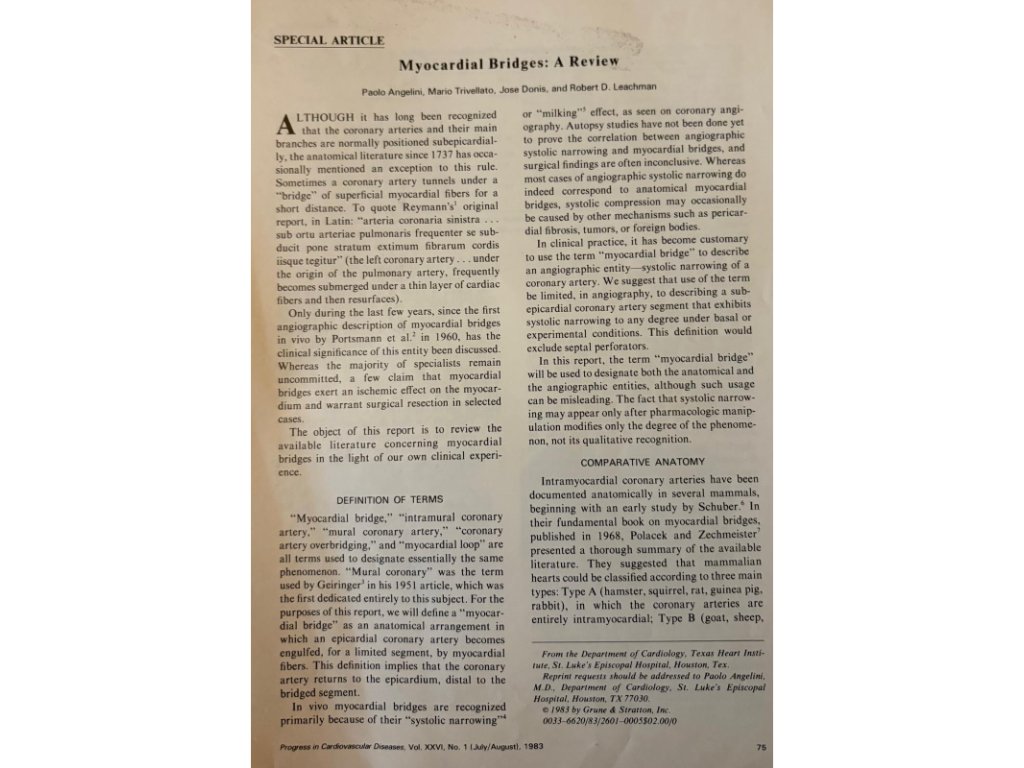 SPECIAL ARTICLE
Myocardial Bridges: A Review
Paolo Angelini, Mario Trivellato, Jose Donis, and Robert D. Leachman
ALTHOUGH it has long been recognized
that the coronary arteries and their main
branches are normally positioned subepicardial-
ly, the anatomical literature since 1737 has occa-
sionally mentioned an exception to this rule.
Sometimes a coronary artery tunnels under a
"bridge" of superficial myocardial fibers for a
short distance. To quote Reymann's¹ original
report, in Latin: "arteria coronaria sinistra . . .
sub ortu arteriae pulmonaris frequenter se sub-
ducit pone stratum extimum fibrarum cordis
iisque tegitur" (the left coronary artery . . . under
the origin of the pulmonary artery, frequently
becomes submerged under a thin layer of cardiac
fibers and then resurfaces).
Only during the last few years, since the first
angiographic description of myocardial bridges
in vivo by Portsmann et al.² in 1960, has the
clinical significance of this entity been discussed.
Whereas the majority of specialists remain
uncommitted, a few claim that myocardial
bridges exert an ischemic effect on the myocar-
dium and warrant surgical resection in selected
cases.
The object of this report is to review the
available literature concerning myocardial
bridges in the light of our own clinical experi-
ence.
DEFINITION OF TERMS
"Myocardial bridge," "intramural coronary
artery," "mural coronary artery," "coronary
artery overbridging," and "myocardial loop" are
all terms used to designate essentially the same
phenomenon. "Mural coronary" was the term
used by Geiringer³ in his 1951 article, which was
the first dedicated entirely to this subject. For the
purposes of this report, we will define a "myocar-
dial bridge" as an anatomical arrangement in
which an epicardial coronary artery becomes
engulfed, for a limited segment, by myocardial
fibers. This definition implies that the coronary
artery returns to the epicardium, distal to the
bridged segment.
In vivo myocardial bridges are recognized
primarily because of their "systolic narrowing"⁴
or "milking"⁵ effect, as seen on coronary angi-
ography. Autopsy studies have not been done yet
to prove the correlation between angiographic
systolic narrowing and myocardial bridges, and
surgical findings are often inconclusive. Whereas
most cases of angiographic systolic narrowing do
indeed correspond to anatomical myocardial
bridges, systolic compression may occasionally
be caused by other mechanisms such as pericar-
dial fibrosis, tumors, or foreign bodies.
In clinical practice, it has become customary
to use the term "myocardial bridge" to describe
an angiographic entity—systolic narrowing of a
coronary artery. We suggest that use of the term
be limited, in angiography, to describing a sub-
epicardial coronary artery segment that exhibits
systolic narrowing to any degree under basal or
experimental conditions. This definition would
exclude septal perforators.
In this report, the term "myocardial bridge"
will be used to designate both the anatomical and
the angiographic entities, although such usage
can be misleading. The fact that systolic narrow-
ing may appear only after pharmacologic manip-
ulation modifies only the degree of the phenome-
non, not its qualitative recognition.
COMPARATIVE ANATOMY
Intramyocardial coronary arteries have been
documented anatomically in several mammals,
beginning with an early study by Schuber.⁶ In
their fundamental book on myocardial bridges,
published in 1968, Polacek and Zechmeister⁷
presented a thorough summary of the available
literature. They suggested that mammalian
hearts could be classified according to three main
types: Type A (hamster, squirrel, rat, guinea pig,
rabbit), in which the coronary arteries are
entirely intramyocardial; Type B (goat, sheep,
From the Department of Cardiology, Texas Heart Insti-
tute, St. Luke's Episcopal Hospital, Houston, Tex.
Reprint requests should be addressed to Paolo Angelini,
M.D., Department of Cardiology, St. Luke's Episcopal
Hospital, Houston, TX 77030.
© 1983 by Grune & Stratton, Inc.
0033–6620/83/2601–0005$02.00/0
Progress in Cardiovascular Diseases, Vol. XXVI, No. 1 (July/August), 1983
75